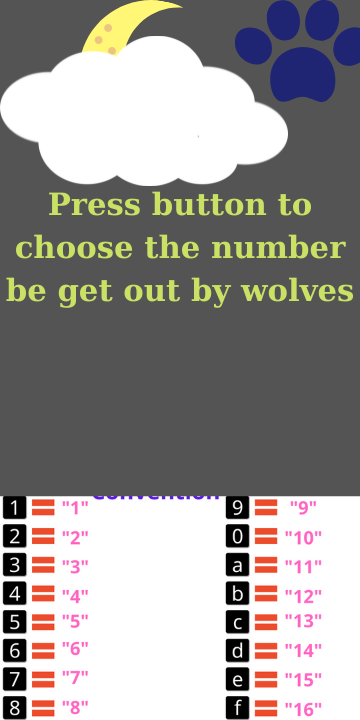 Press button to
choose the number
be get out by wolves
Convention
1 = "1"
2 = "2"
3 = "3"
4 = "4"
5 = "5"
6 = "6"
7 = "7"
8 = "8"
9 = "9"
0 = "10"
a = "11"
b = "12"
c = "13"
d = "14"
e = "15"
f = "16"